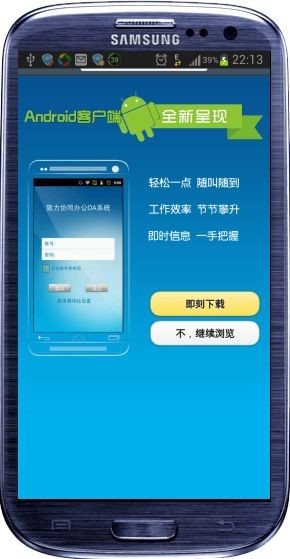 SAMSUNG
39
39% 22:13
Android客户端 全新呈现
轻松一点 随叫随到
工作效率 节节攀升
即时信息 一手把握
致力协同办公OA系统
帐号:
密码:
即刻下载
不，继续浏览